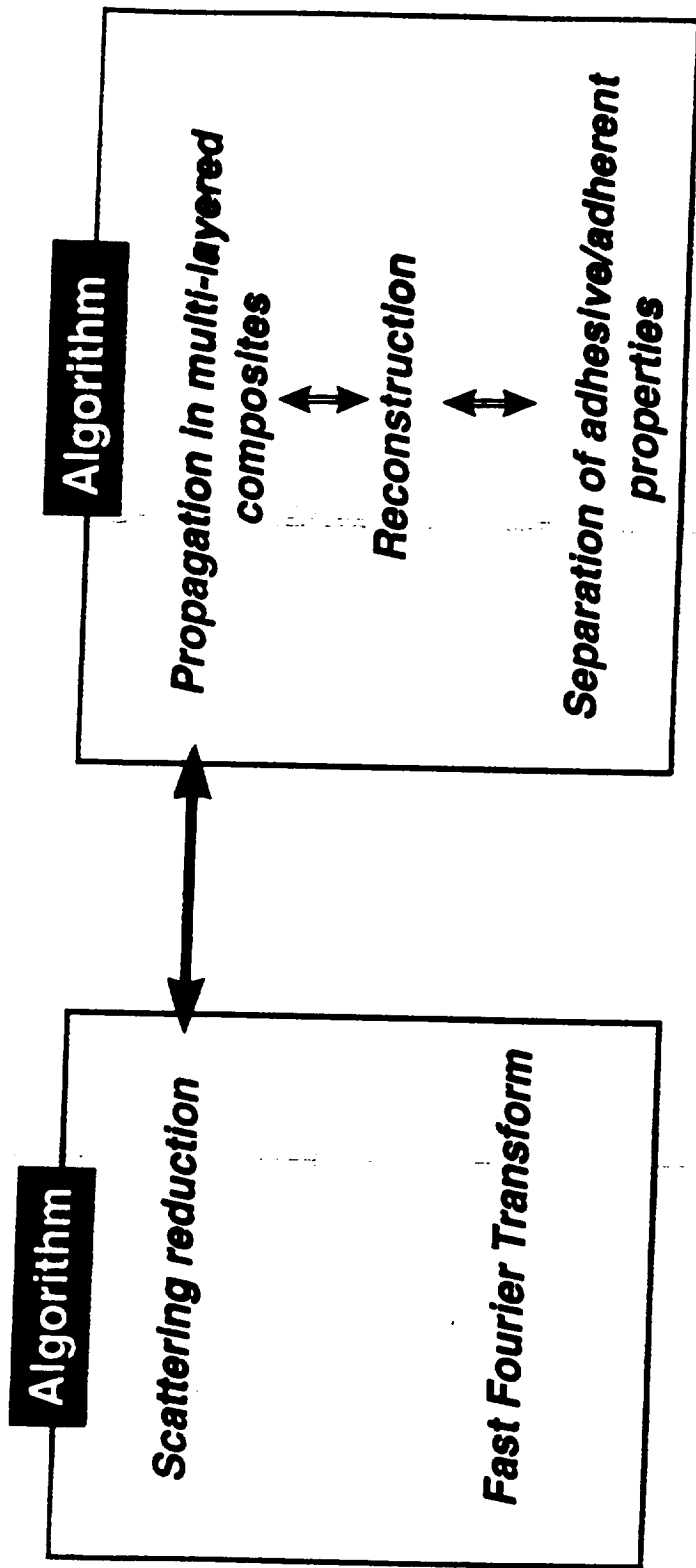 Algorithm
Scattering reduction
Fast Fourier Transform
Algorithm
Propagation in multi-layered
composites
Reconstruction
Separation of adhesive/adherent
properties